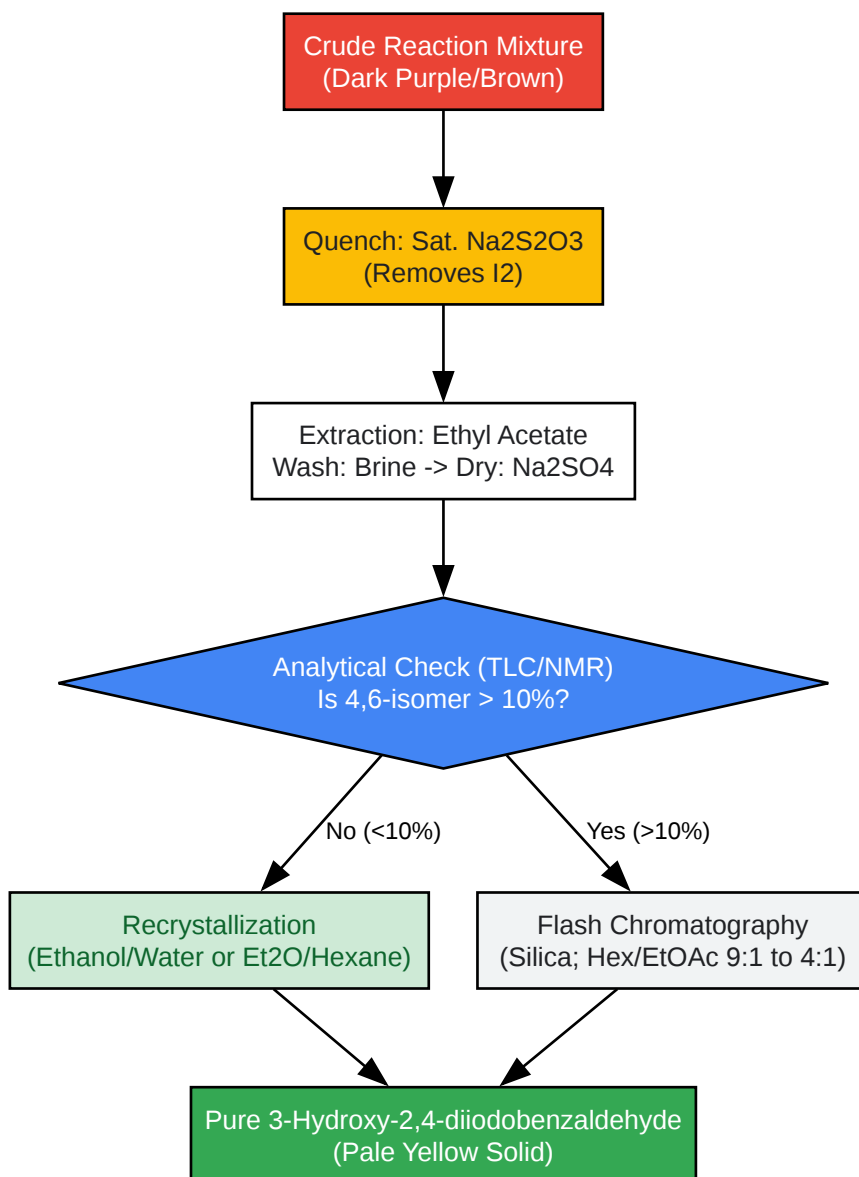 Crude Reaction Mixture
(Dark Purple/Brown)
Quench: Sat. Na2S2O3
(Removes I2)
Extraction: Ethyl Acetate
Wash: Brine -> Dry: Na2SO4
Analytical Check (TLC/NMR)
Is 4,6-isomer > 10%?
No (<10%)
Yes (>10%)
Recrystallization
(Ethanol/Water or Et2O/Hexane)
Flash Chromatography
(Silica; Hex/EtOAc 9:1 to 4:1)
Pure 3-Hydroxy-2,4-diiodobenzaldehyde
(Pale Yellow Solid)